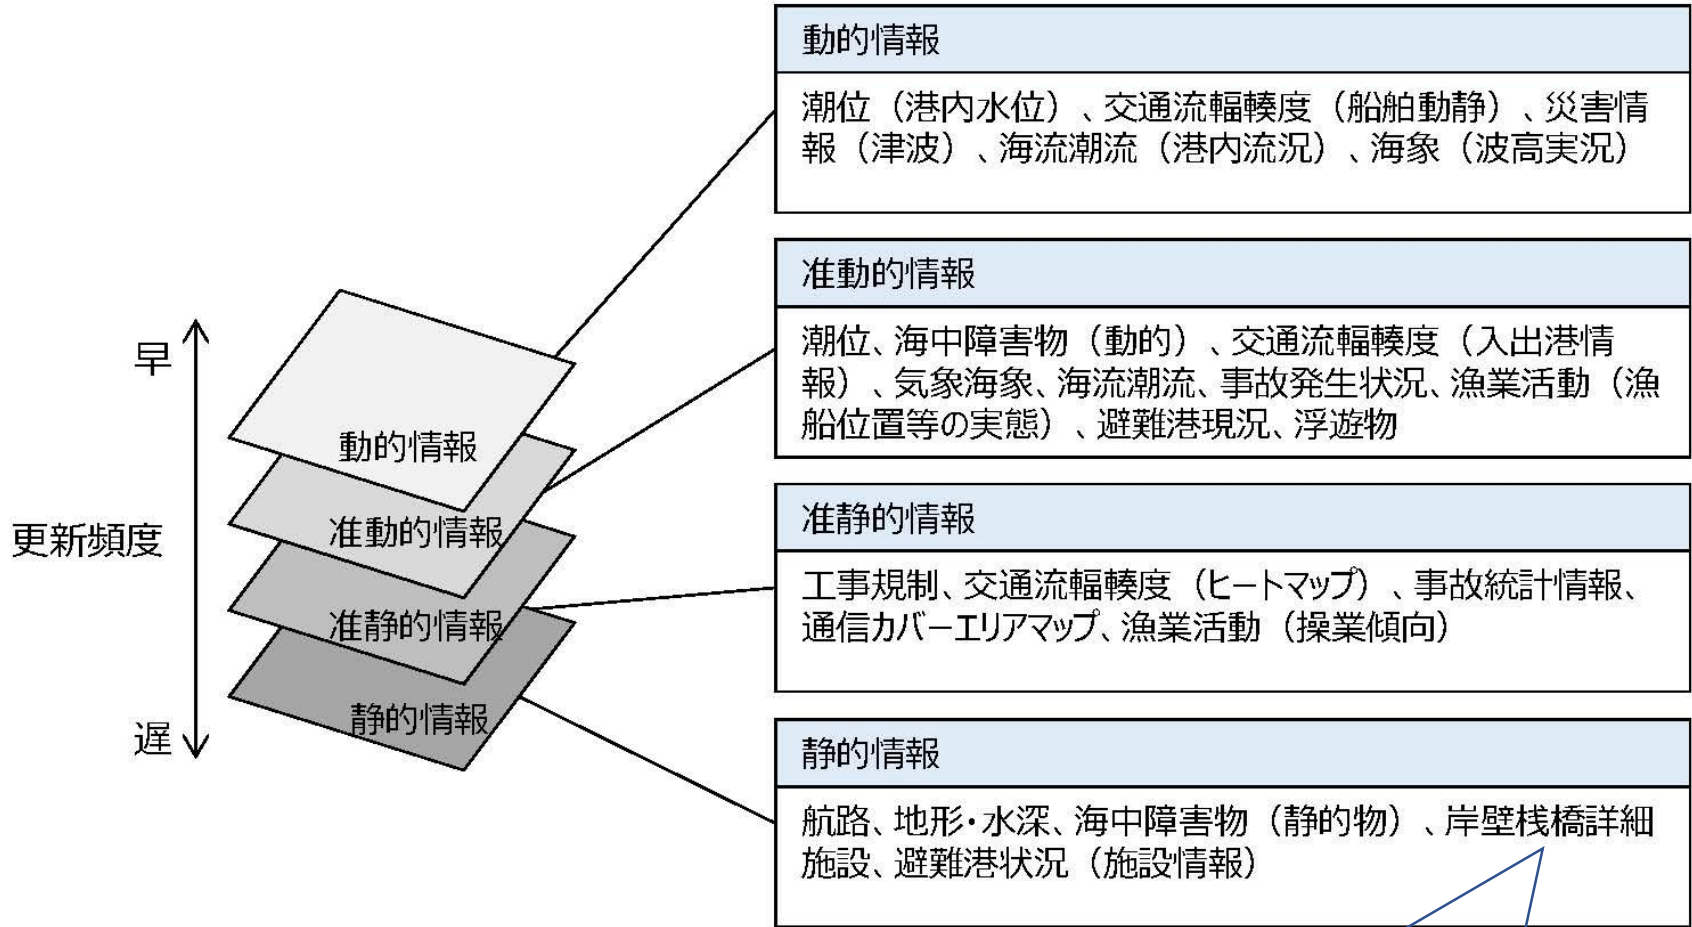 動的情報
潮位（港内水位）、交通流輻輳度（船舶動静）、災害情
報（津波）、海流潮流（港内流況）、海象（波高実況）
准動的情報
潮位、海中障害物（動的）、交通流輻輳度（入出港情
報）、気象海象、海流潮流、事故発生状況、漁業活動（漁
船位置等の実態）、避難港現況、浮遊物
准静的情報
工事規制、交通流輻輳度（ヒートマップ）、事故統計情報、
通信カバーエリアマップ、漁業活動（操業傾向）
静的情報
航路、地形・水深、海中障害物（静的物）、岸壁桟橋詳細
施設、避難港状況（施設情報）
早
更新頻度
遅
動的情報
准動的情報
准静的情報
静的情報